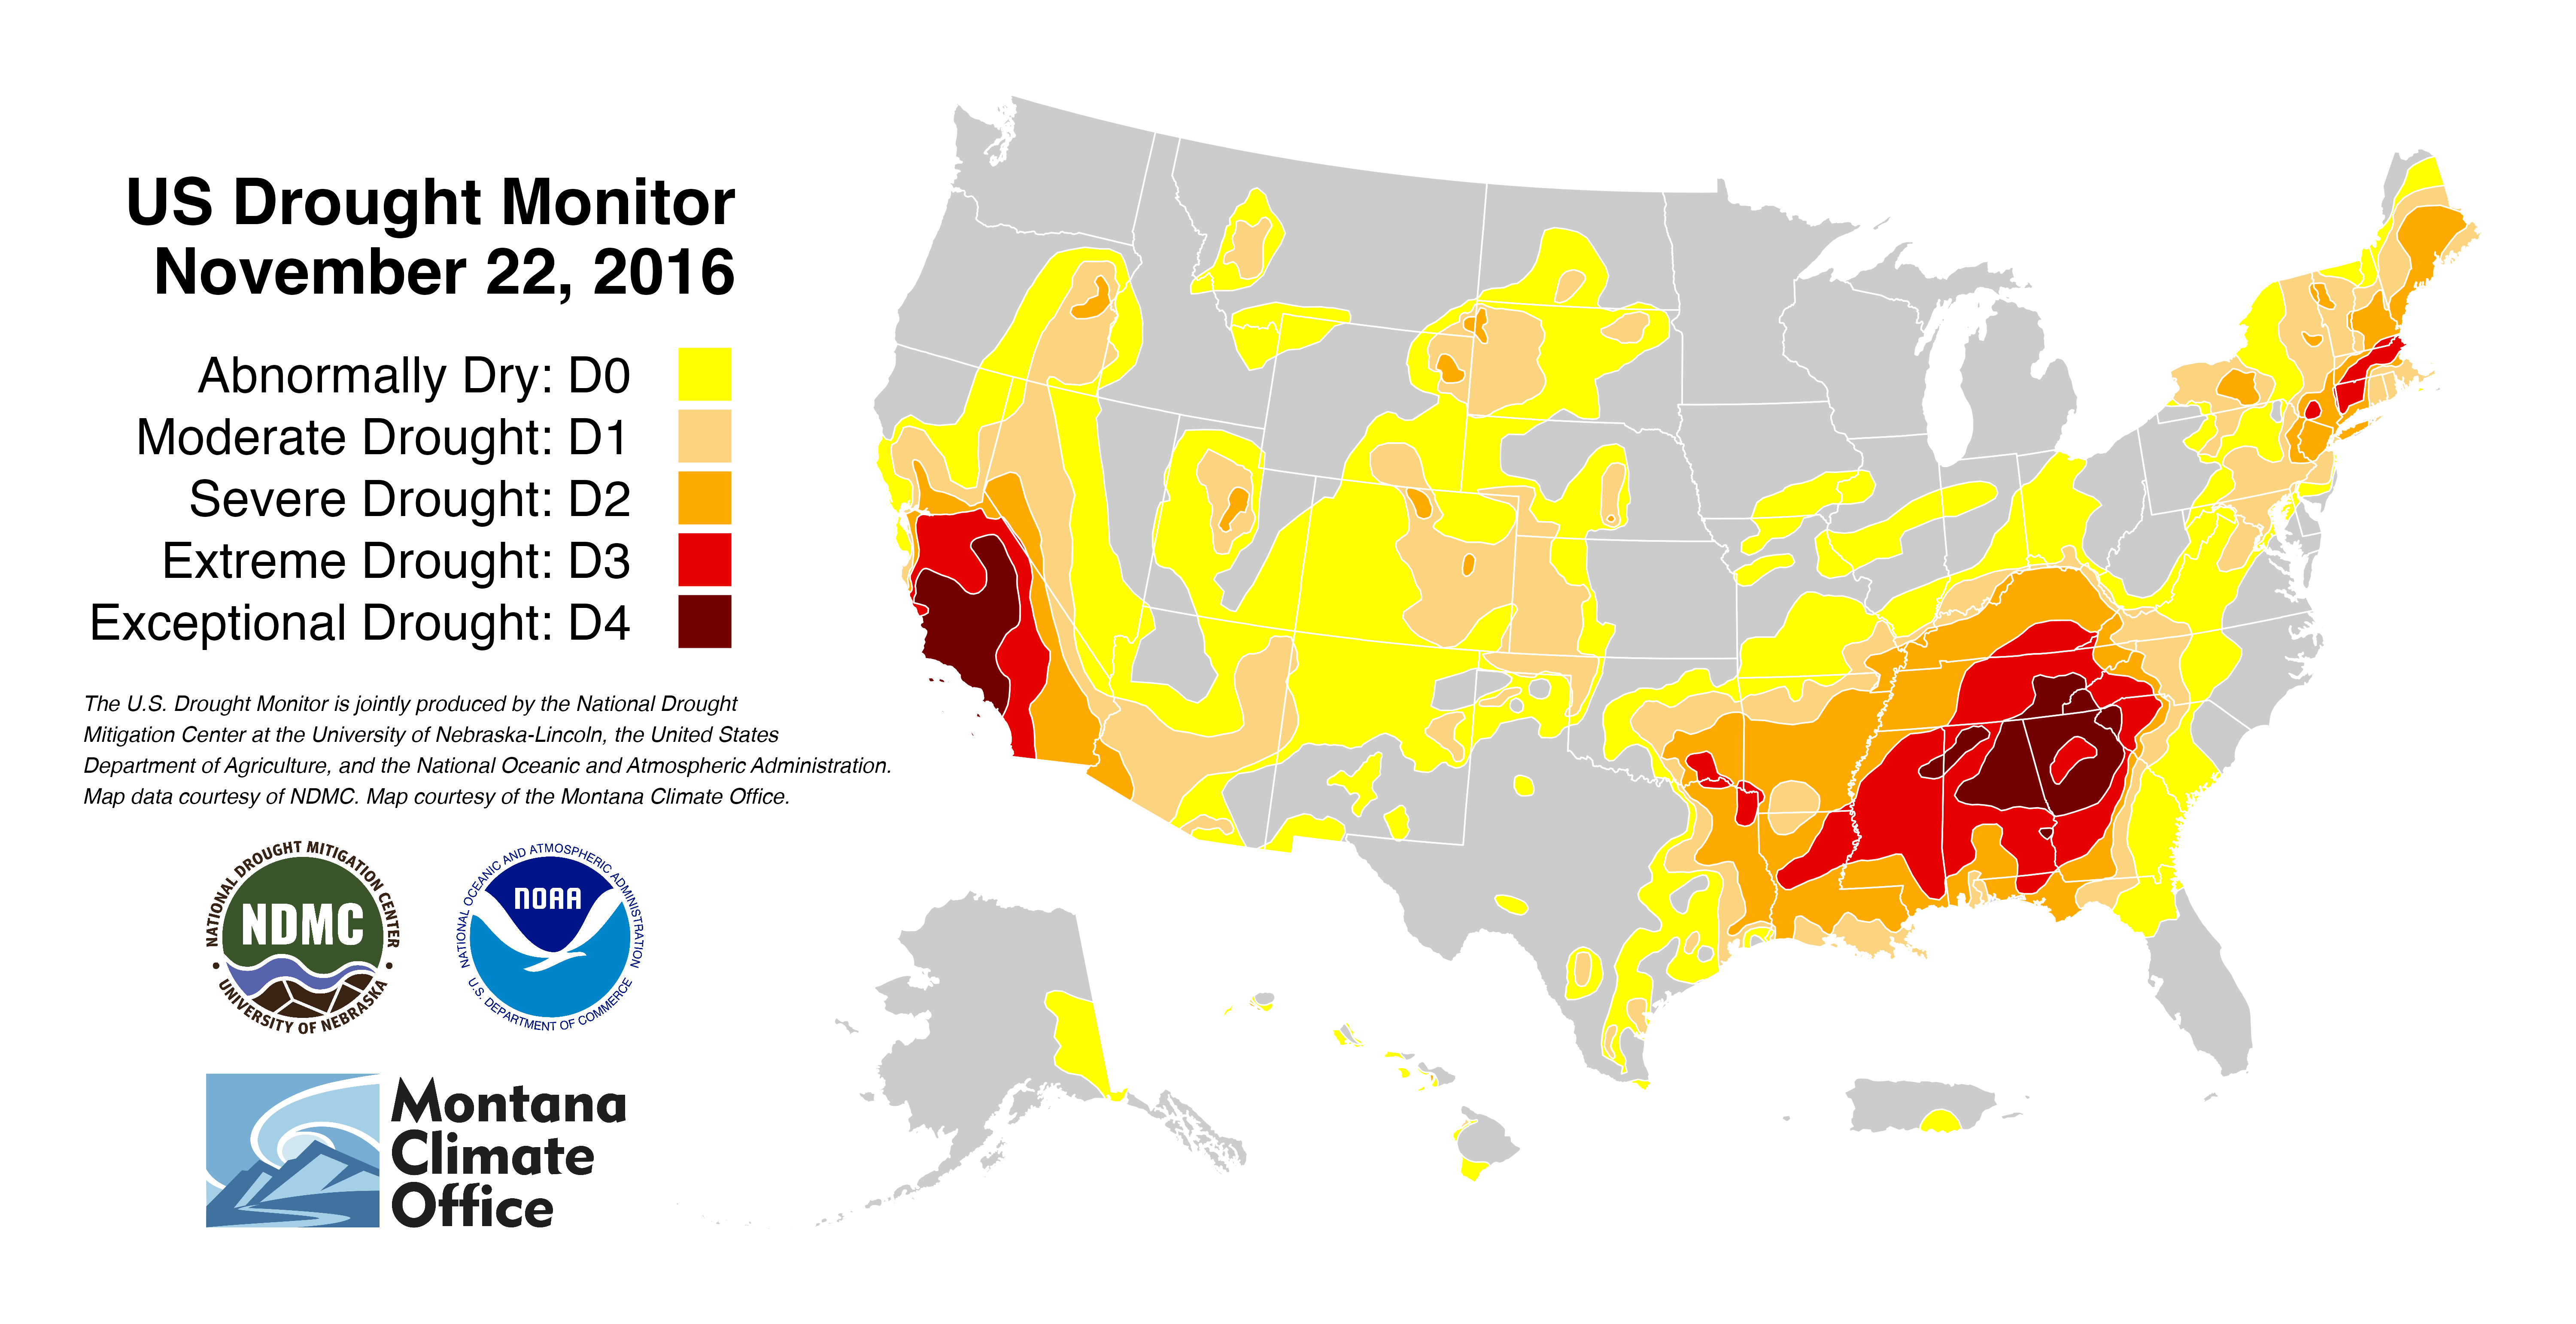 US Drought Monitor
November 22, 2016
Abnormally Dry: D0
Moderate Drought: D1
Severe Drought: D2
Extreme Drought: D3
Exceptional Drought: D4
The U.S. Drought Monitor is jointly produced by the National Drought
Mitigation Center at the University of Nebraska-Lincoln, the United States
Department of Agriculture, and the National Oceanic and Atmospheric Administration.
Map data courtesy of NDMC. Map courtesy of the Montana Climate Office.
NATIONAL DROUGHT MITIGATION CENTER
NDMC
• UNIVERSITY OF NEBRASKA •
NATIONAL OCEANIC AND ATMOSPHERIC ADMINISTRATION
NOAA
U.S. DEPARTMENT OF COMMERCE
Montana
Climate
Office